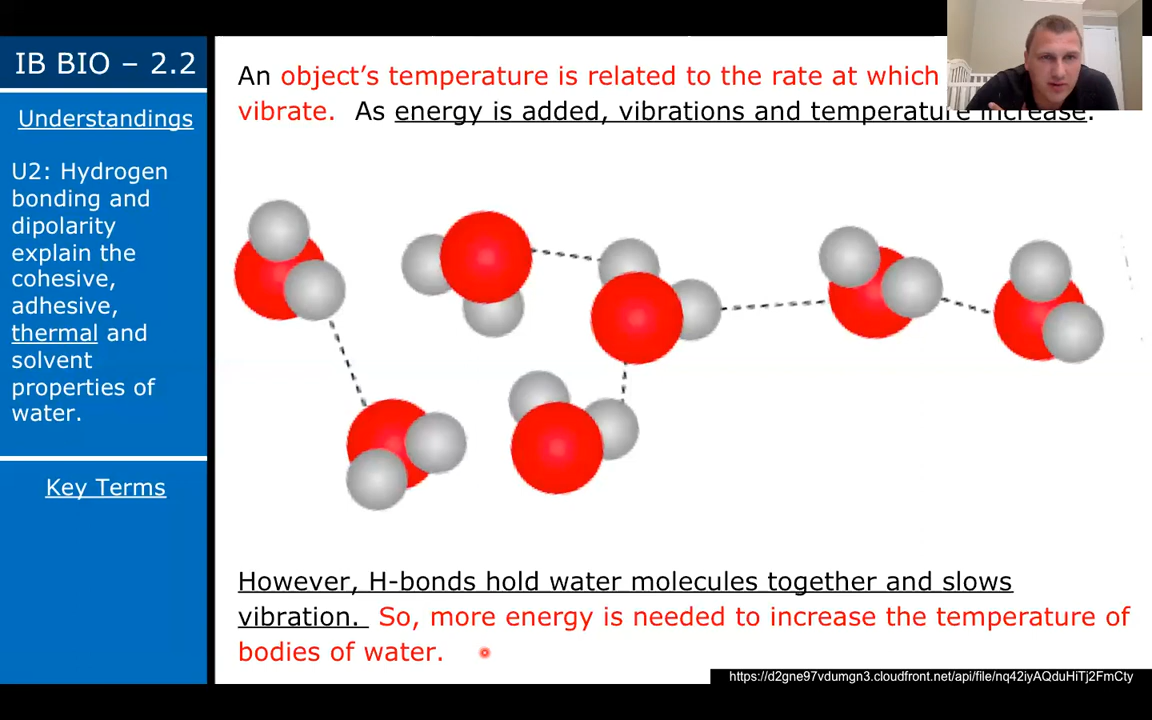 IB BIO – 2.2
Understandings
U2: Hydrogen
bonding and
dipolarity
explain the
cohesive,
adhesive,
thermal and
solvent
properties of
water.
Key Terms
An object's temperature is related to the rate at which
vibrate. As energy is added, vibrations and temperature increase.
However, H-bonds hold water molecules together and slows
vibration. So, more energy is needed to increase the temperature of
bodies of water.
https://d2gne97vdumgn3.cloudfront.net/api/file/nq42iyAQduHiTj2FmCty